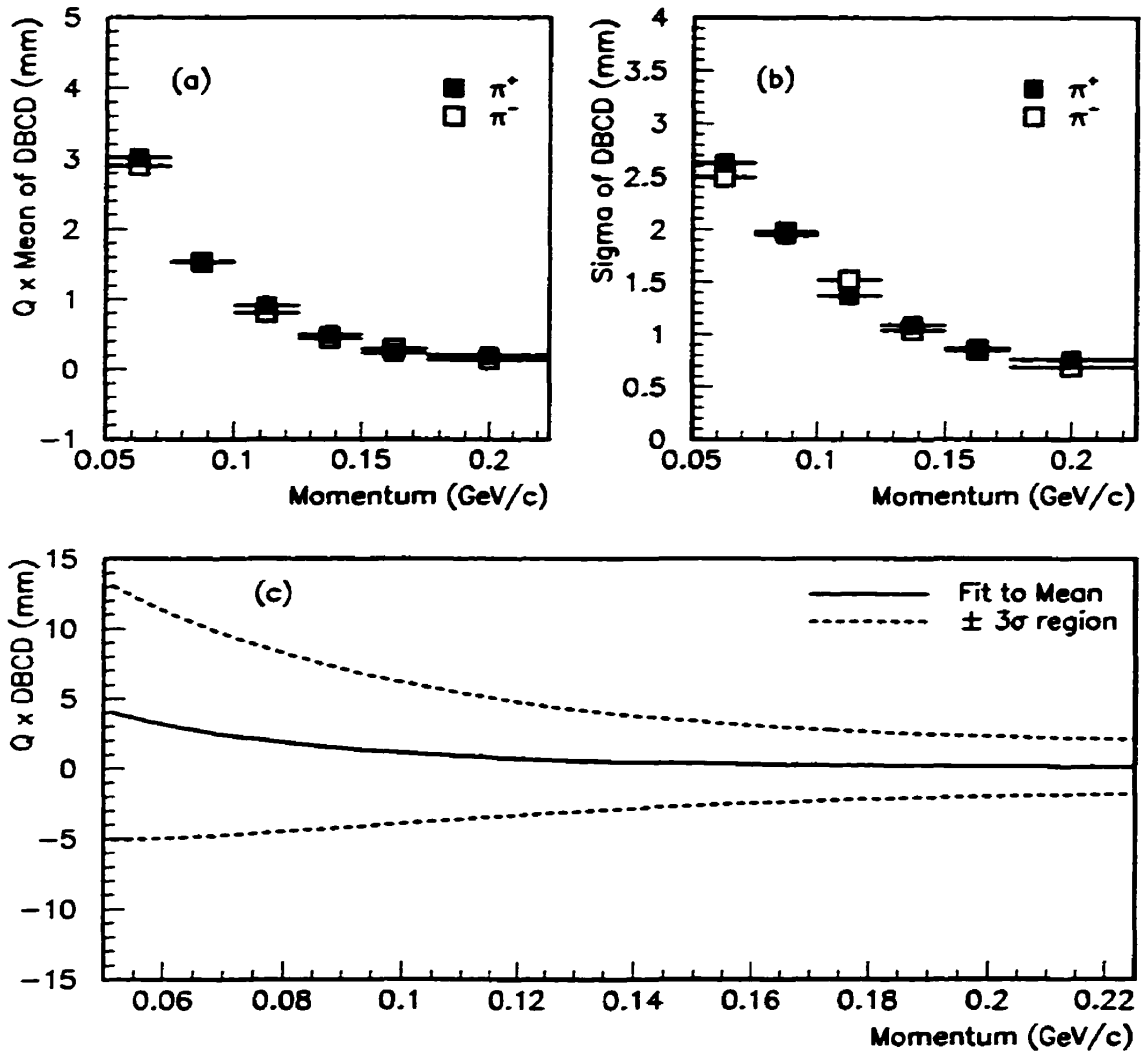 Q x Mean of DBCD (mm)
5
4
3
2
1
0
−1
(a)
π⁺
π⁻
0.05 0.1 0.15 0.2
Momentum (GeV/c)
Sigma of DBCD (mm)
4
3.5
3
2.5
2
1.5
1
0.5
0
(b)
π⁺
π⁻
0.05 0.1 0.15 0.2
Momentum (GeV/c)
Q x DBCD (mm)
15
10
5
0
−5
−10
−15
(c)
Fit to Mean
± 3σ region
0.06 0.08 0.1 0.12 0.14 0.16 0.18 0.2 0.22
Momentum (GeV/c)